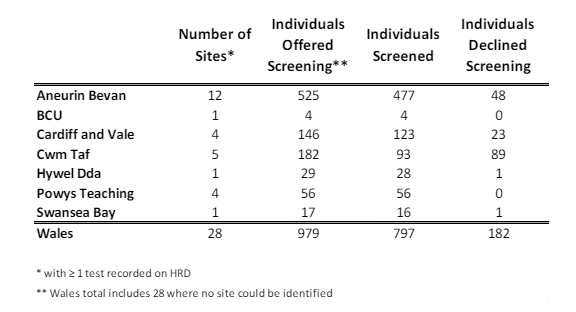 Number of Sites* Individuals Offered Screening** Individuals Screened Individuals Declined Screening
Aneurin Bevan 12 525 477 48
BCU 1 4 4 0
Cardiff and Vale 4 146 123 23
Cwm Taf 5 182 93 89
Hywel Dda 1 29 28 1
Powys Teaching 4 56 56 0
Swansea Bay 1 17 16 1
Wales 28 979 797 182
* with ≥ 1 test recorded on HRD
** Wales total includes 28 where no site could be identified